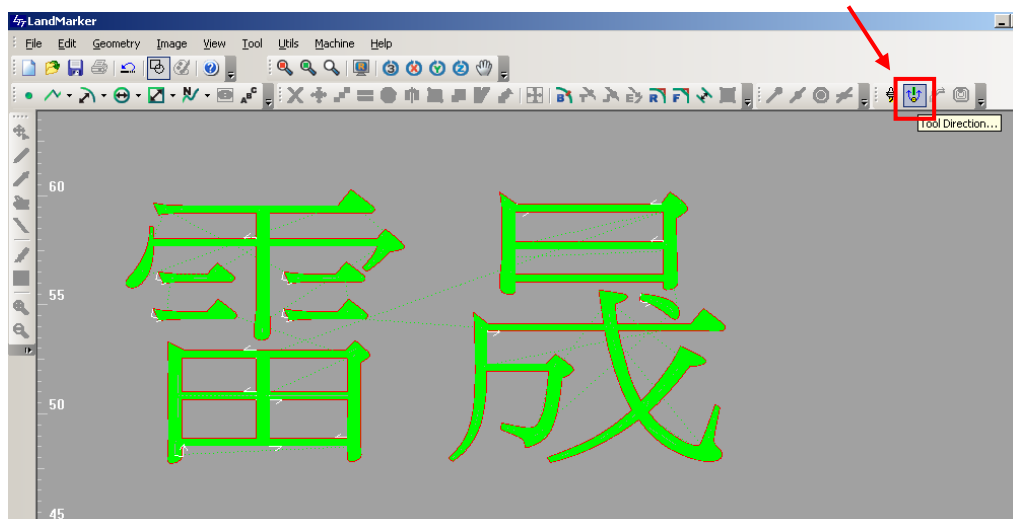 LandMarker
File Edit Geometry Image View Tool Utils Machine Help
Tool Direction...
60
55
50
45
雷晟